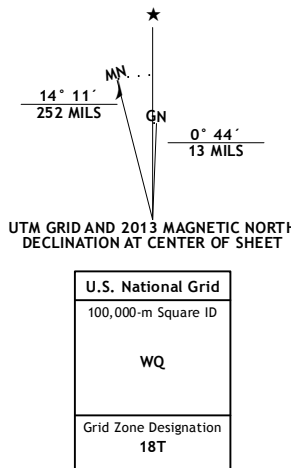 ★
MN
14° 11´
252 MILS
GN
0° 44´
13 MILS
UTM GRID AND 2013 MAGNETIC NORTH
DECLINATION AT CENTER OF SHEET
U.S. National Grid
100,000-m Square ID
WQ
Grid Zone Designation
18T